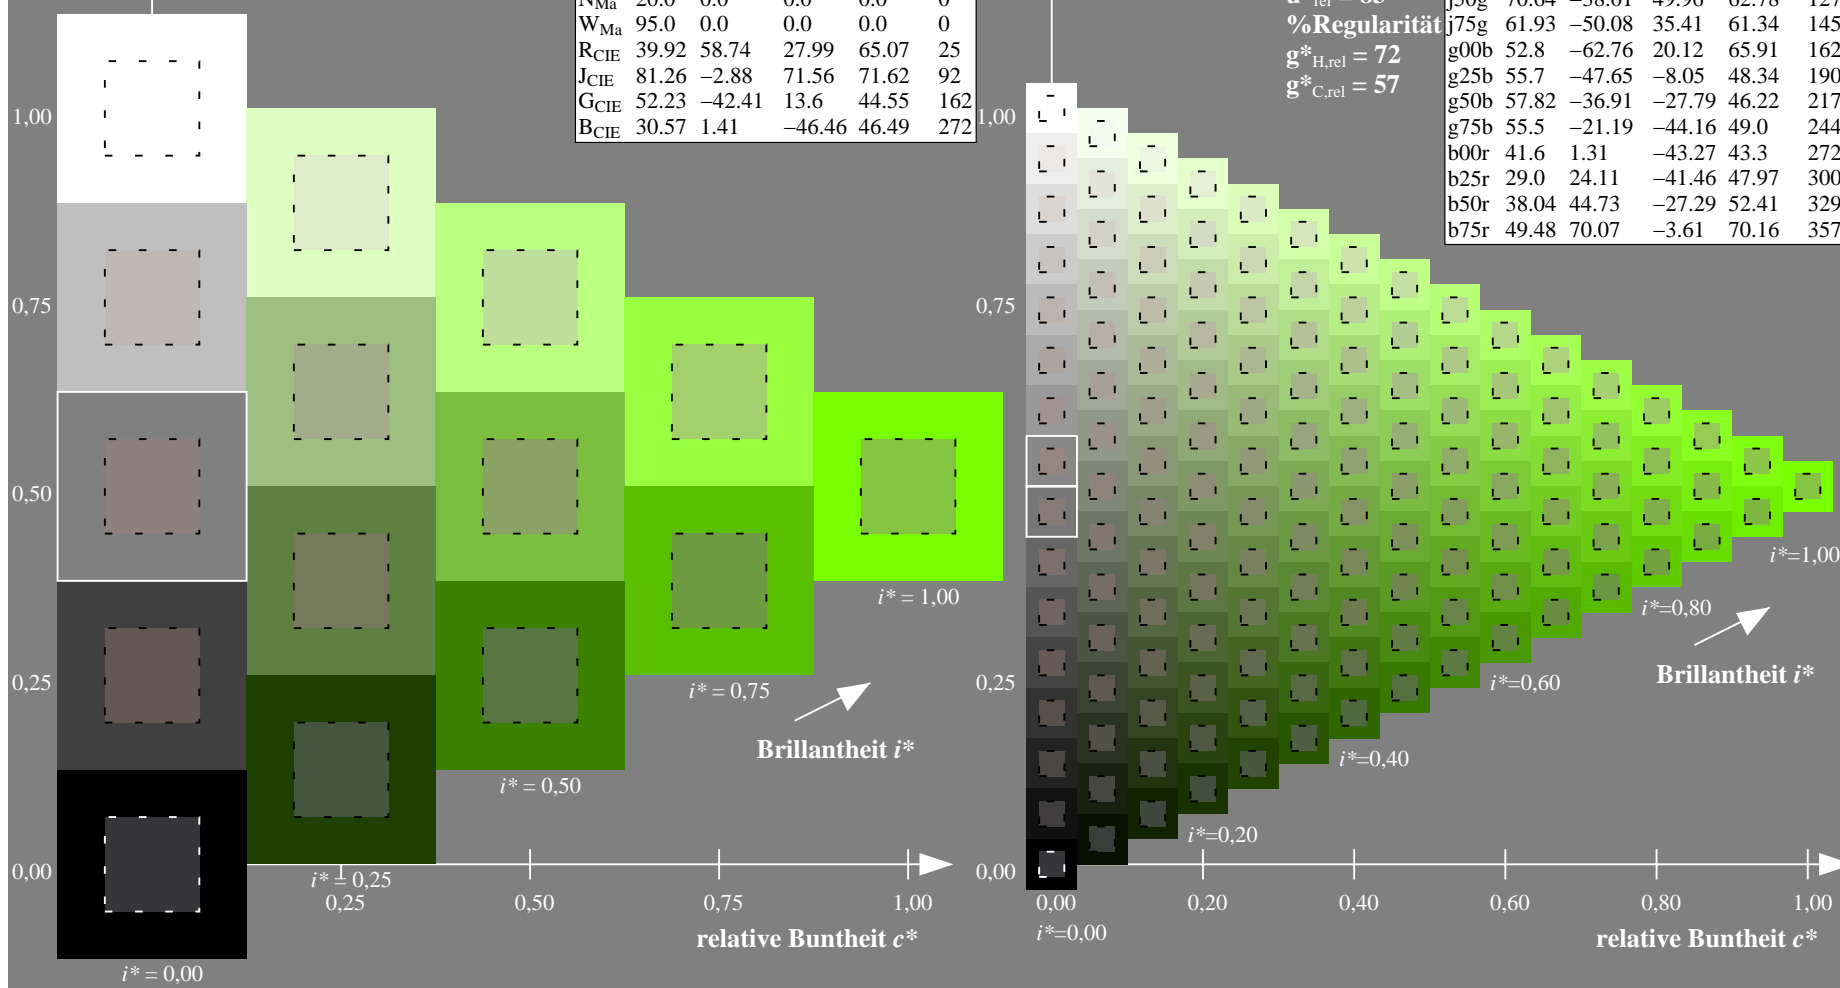 N_Ma 20.0 0.0 0.0 0.0 0
W_Ma 95.0 0.0 0.0 0.0 0
R_CIE 39.92 58.74 27.99 65.07 25
J_CIE 81.26 −2.88 71.56 71.62 92
G_CIE 52.23 −42.41 13.6 44.55 162
B_CIE 30.57 1.41 −46.46 46.49 272
1,00
0,75
0,50
0,25
0,00
i* = 1,00
i* = 0,75
Brillantheit i*
i* = 0,50
i* = 0,25
0,25 0,50 0,75 1,00
relative Buntheit c*
i* = 0,00
%Regularität
g*H,rel = 72
g*C,rel = 57
j75g 61.93 −50.08 35.41 61.34 145
g00b 52.8 −62.76 20.12 65.91 162
g25b 55.7 −47.65 −8.05 48.34 190
g50b 57.82 −36.91 −27.79 46.22 217
g75b 55.5 −21.19 −44.16 49.0 244
b00r 41.6 1.31 −43.27 43.3 272
b25r 29.0 24.11 −41.46 47.97 300
b50r 38.04 44.73 −27.29 52.41 329
b75r 49.48 70.07 −3.61 70.16 357
1,00
0,75
0,50
0,25
0,00
i*=1,00
i*=0,80
Brillantheit i*
i*=0,60
i*=0,40
i*=0,20
0,00 0,20 0,40 0,60 0,80 1,00
i*=0,00
relative Buntheit c*